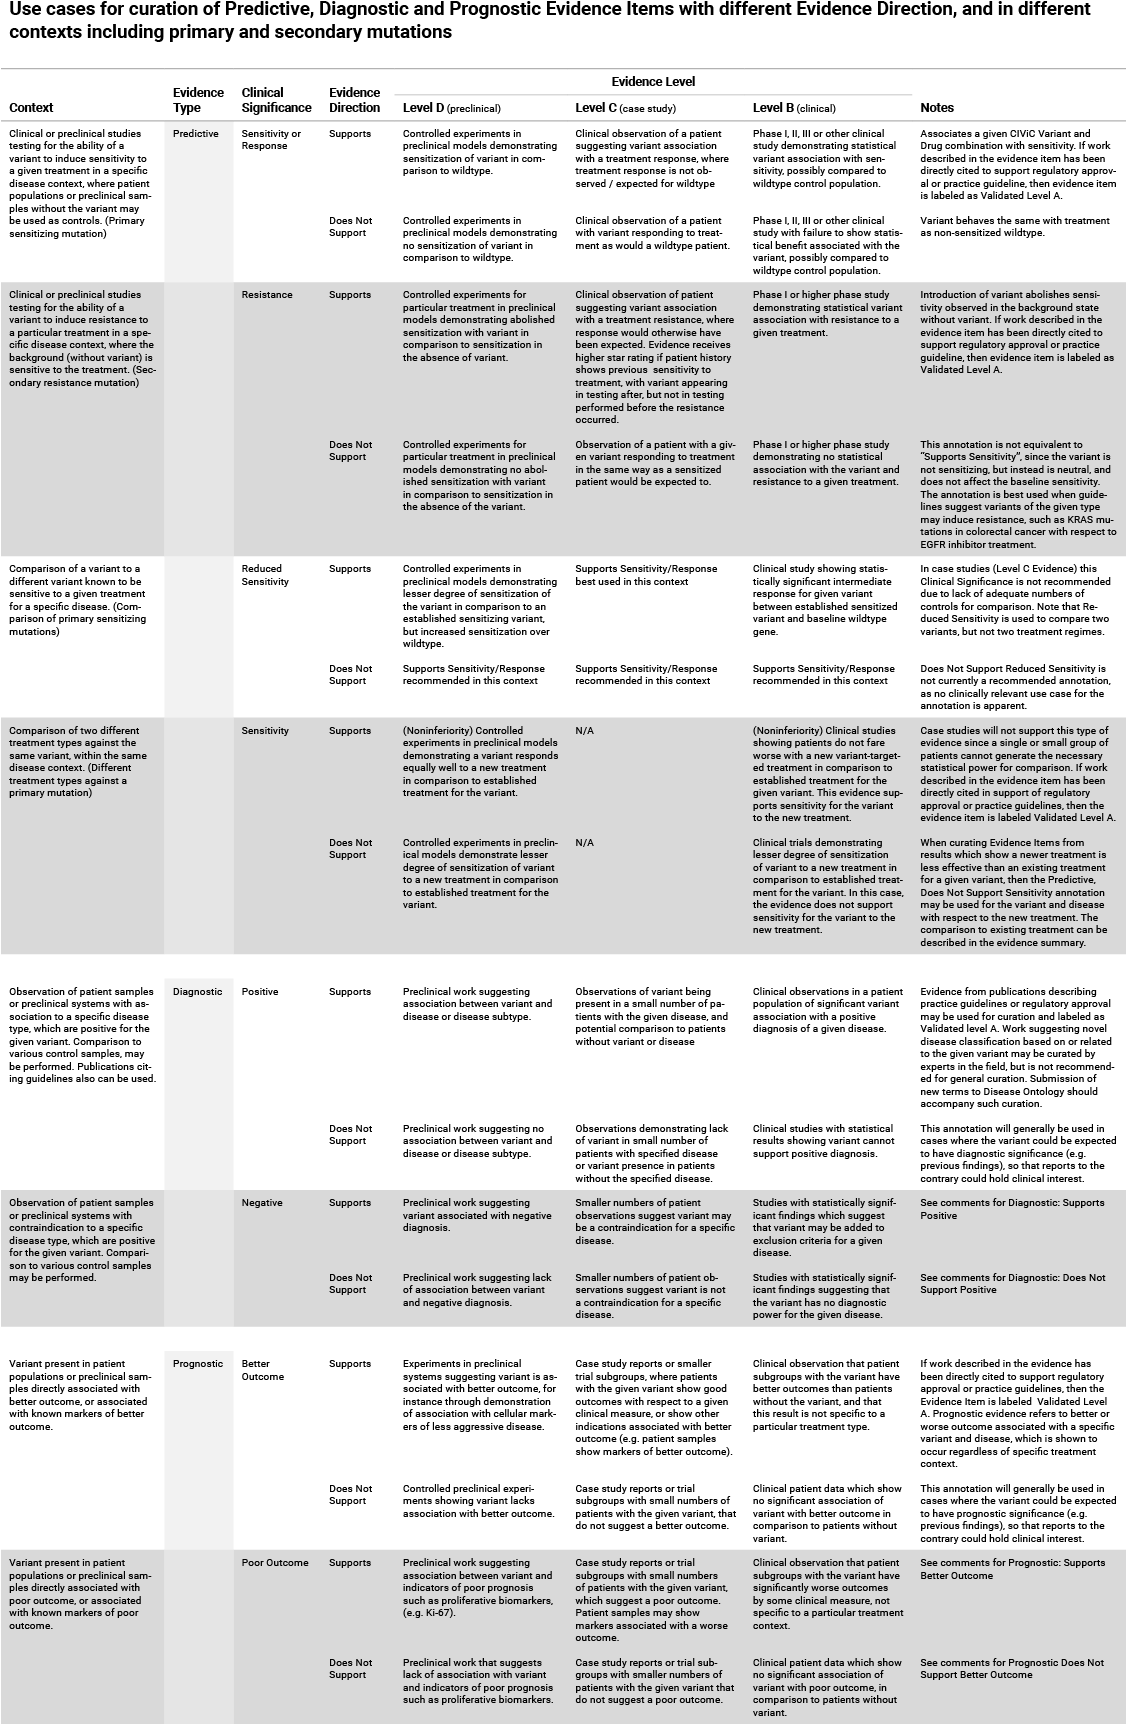 Use cases for curation of Predictive, Diagnostic and Prognostic Evidence Items with different Evidence Direction, and in different
contexts including primary and secondary mutations
Evidence Level
Context
Evidence
Type
Clinical
Significance
Evidence
Direction
Level D (preclinical)
Level C (case study)
Level B (clinical)
Notes
Clinical or preclinical studies
testing for the ability of a
variant to induce sensitivity to
a given treatment in a specific
disease context, where patient
populations or preclinical sam-
ples without the variant may
be used as controls. (Primary
sensitizing mutation)
Predictive
Sensitivity or
Response
Supports
Controlled experiments in
preclinical models demonstrating
sensitization of variant in com-
parison to wildtype.
Clinical observation of a patient
suggesting variant association
with a treatment response, where
treatment response is not ob-
served / expected for wildtype
Phase I, II, III or other clinical
study demonstrating statistical
variant association with sen-
sitivity, possibly compared to
wildtype control population.
Associates a given CIViC Variant and
Drug combination with sensitivity. If work
described in the evidence item has been
directly cited to support regulatory approv-
al or practice guideline, then evidence item
is labeled as Validated Level A.
Does Not
Support
Controlled experiments in
preclinical models demonstrating
no sensitization of variant in
comparison to wildtype.
Clinical observation of a patient
with variant responding to treat-
ment as would a wildtype patient.
Phase I, II, III or other clinical
study with failure to show statis-
tical benefit associated with the
variant, possibly compared to
wildtype control population.
Variant behaves the same with treatment
as non-sensitized wildtype.
Clinical or preclinical studies
testing for the ability of a
variant to induce resistance to
a particular treatment in a spe-
cific disease context, where the
background (without variant) is
sensitive to the treatment. (Sec-
ondary resistance mutation)
Resistance
Supports
Controlled experiments for
particular treatment in preclinical
models demonstrating abolished
sensitization with variant in
comparison to sensitization in
the absence of variant.
Clinical observation of patient
suggesting variant association
with a treatment resistance, where
response would otherwise have
been expected. Evidence receives
higher star rating if patient history
shows previous sensitivity to
treatment, with variant appearing
in testing after, but not in testing
performed before the resistance
occurred.
Phase I or higher phase study
demonstrating statistical variant
association with resistance to a
given treatment.
Introduction of variant abolishes sensi-
tivity observed in the background state
without variant. If work described in the
evidence item has been directly cited to
support regulatory approval or practice
guideline, then evidence item is labeled as
Validated Level A.
Does Not
Support
Controlled experiments for
particular treatment in preclinical
models demonstrating no abol-
ished sensitization with variant
in comparison to sensitization in
the absence of the variant.
Observation of a patient with a giv-
en variant responding to treatment
in the same way as a sensitized
patient would be expected to.
Phase I or higher phase study
demonstrating no statistical
association with the variant and
resistance to a given treatment.
This annotation is not equivalent to
"Supports Sensitivity", since the variant is
not sensitizing, but instead is neutral, and
does not affect the baseline sensitivity.
The annotation is best used when guide-
lines suggest variants of the given type
may induce resistance, such as KRAS mu-
tations in colorectal cancer with respect to
EGFR inhibitor treatment.
Comparison of a variant to a
different variant known to be
sensitive to a given treatment
for a specific disease. (Com-
parison of primary sensitizing
mutations)
Reduced
Sensitivity
Supports
Controlled experiments in
preclinical models demonstrating
lesser degree of sensitization of
the variant in comparison to an
established sensitizing variant,
but increased sensitization over
wildtype.
Supports Sensitivity/Response
best used in this context
Clinical study showing statis-
tically significant intermediate
response for given variant
between established sensitized
variant and baseline wildtype
gene.
In case studies (Level C Evidence) this
Clinical Significance is not recommended
due to lack of adequate numbers of
controls for comparison. Note that Re-
duced Sensitivity is used to compare two
variants, but not two treatment regimes.
Does Not
Support
Supports Sensitivity/Response
recommended in this context
Supports Sensitivity/Response
recommended in this context
Supports Sensitivity/Response
recommended in this context
Does Not Support Reduced Sensitivity is
not currently a recommended annotation,
as no clinically relevant use case for the
annotation is apparent.
Comparison of two different
treatment types against the
same variant, within the same
disease context. (Different
treatment types against a
primary mutation)
Sensitivity
Supports
(Noninferiority) Controlled
experiments in preclinical models
demonstrating a variant responds
equally well to a new treatment
in comparison to established
treatment for the variant.
N/A
(Noninferiority) Clinical studies
showing patients do not fare
worse with a new variant-target-
ed treatment in comparison to
established treatment for the
given variant. This evidence sup-
ports sensitivity for the variant
to the new treatment.
Case studies will not support this type of
evidence since a single or small group of
patients cannot generate the necessary
statistical power for comparison. If work
described in the evidence item has been
directly cited in support of regulatory
approval or practice guidelines, then the
evidence item is labeled Validated Level A.
Does Not
Support
Controlled experiments in preclin-
ical models demonstrate lesser
degree of sensitization of variant
to a new treatment in comparison
to established treatment for the
variant.
N/A
Clinical trials demonstrating
lesser degree of sensitization
of variant to a new treatment in
comparison to established treat-
ment for the variant. In this case,
the evidence does not support
sensitivity for the variant to the
new treatment.
When curating Evidence Items from
results which show a newer treatment is
less effective than an existing treatment
for a given variant, then the Predictive,
Does Not Support Sensitivity annotation
may be used for the variant and disease
with respect to the new treatment. The
comparison to existing treatment can be
described in the evidence summary.
Observation of patient samples
or preclinical systems with as-
sociation to a specific disease
type, which are positive for the
given variant. Comparison to
various control samples, may
be performed. Publications cit-
ing guidelines also can be used.
Diagnostic
Positive
Supports
Preclinical work suggesting
association between variant and
disease or disease subtype.
Observations of variant being
present in a small number of pa-
tients with the given disease, and
potential comparison to patients
without variant or disease
Clinical observations in a patient
population of significant variant
association with a positive
diagnosis of a given disease.
Evidence from publications describing
practice guidelines or regulatory approval
may be used for curation and labeled as
Validated level A. Work suggesting novel
disease classification based on or related
to the given variant may be curated by
experts in the field, but is not recommend-
ed for general curation. Submission of
new terms to Disease Ontology should
accompany such curation.
Does Not
Support
Preclinical work suggesting no
association between variant and
disease or disease subtype.
Observations demonstrating lack
of variant in small number of
patients with specified disease
or variant presence in patients
without the specified disease.
Clinical studies with statistical
results showing variant cannot
support positive diagnosis.
This annotation will generally be used in
cases where the variant could be expected
to have diagnostic significance (e.g.
previous findings), so that reports to the
contrary could hold clinical interest.
Observation of patient samples
or preclinical systems with
contraindication to a specific
disease type, which are positive
for the given variant. Compari-
son to various control samples
may be performed.
Negative
Supports
Preclinical work suggesting
variant associated with negative
diagnosis.
Smaller numbers of patient
observations suggest variant may
be a contraindication for a specific
disease.
Studies with statistically signif-
icant findings which suggest
that variant may be added to
exclusion criteria for a given
disease.
See comments for Diagnostic: Supports
Positive
Does Not
Support
Preclinical work suggesting lack
of association between variant
and negative diagnosis.
Smaller numbers of patient ob-
servations suggest variant is not
a contraindication for a specific
disease.
Studies with statistically signif-
icant findings suggesting that
the variant has no diagnostic
power for the given disease.
See comments for Diagnostic: Does Not
Support Positive
Variant present in patient
populations or preclinical sam-
ples directly associated with
better outcome, or associated
with known markers of better
outcome.
Prognostic
Better
Outcome
Supports
Experiments in preclinical
systems suggesting variant is as-
sociated with better outcome, for
instance through demonstration
of association with cellular mark-
ers of less aggressive disease.
Case study reports or smaller
trial subgroups, where patients
with the given variant show good
outcomes with respect to a given
clinical measure, or show other
indications associated with better
outcome (e.g. patient samples
show markers of better outcome).
Clinical observation that patient
subgroups with the variant have
better outcomes than patients
without the variant, and that
this result is not specific to a
particular treatment type.
If work described in the evidence has
been directly cited to support regulatory
approval or practice guidelines, then the
Evidence Item is labeled Validated Level
A. Prognostic evidence refers to better or
worse outcome associated with a specific
variant and disease, which is shown to
occur regardless of specific treatment
context.
Does Not
Support
Controlled preclinical experi-
ments showing variant lacks
association with better outcome.
Case study reports or trial
subgroups with small numbers of
patients with the given variant, that
do not suggest a better outcome.
Clinical patient data which show
no significant association of
variant with better outcome in
comparison to patients without
variant.
This annotation will generally be used in
cases where the variant could be expected
to have prognostic significance (e.g.
previous findings), so that reports to the
contrary could hold clinical interest.
Variant present in patient
populations or preclinical sam-
ples directly associated with
poor outcome, or associated
with known markers of poor
outcome.
Poor Outcome
Supports
Preclinical work suggesting
association between variant and
indicators of poor prognosis
such as proliferative biomarkers,
(e.g. Ki-67).
Case study reports or trial
subgroups with small numbers
of patients with the given variant,
which suggest a poor outcome.
Patient samples may show
markers associated with a worse
outcome.
Clinical observation that patient
subgroups with the variant have
significantly worse outcomes
by some clinical measure, not
specific to a particular treatment
context.
See comments for Prognostic: Supports
Better Outcome
Does Not
Support
Preclinical work that suggests
lack of association with variant
and indicators of poor prognosis
such as proliferative biomarkers.
Case study reports or trial sub-
groups with smaller numbers of
patients with the given variant that
do not suggest a poor outcome.
Clinical patient data which show
no significant association of
variant with poor outcome, in
comparison to patients without
variant.
See comments for Prognostic Does Not
Support Better Outcome